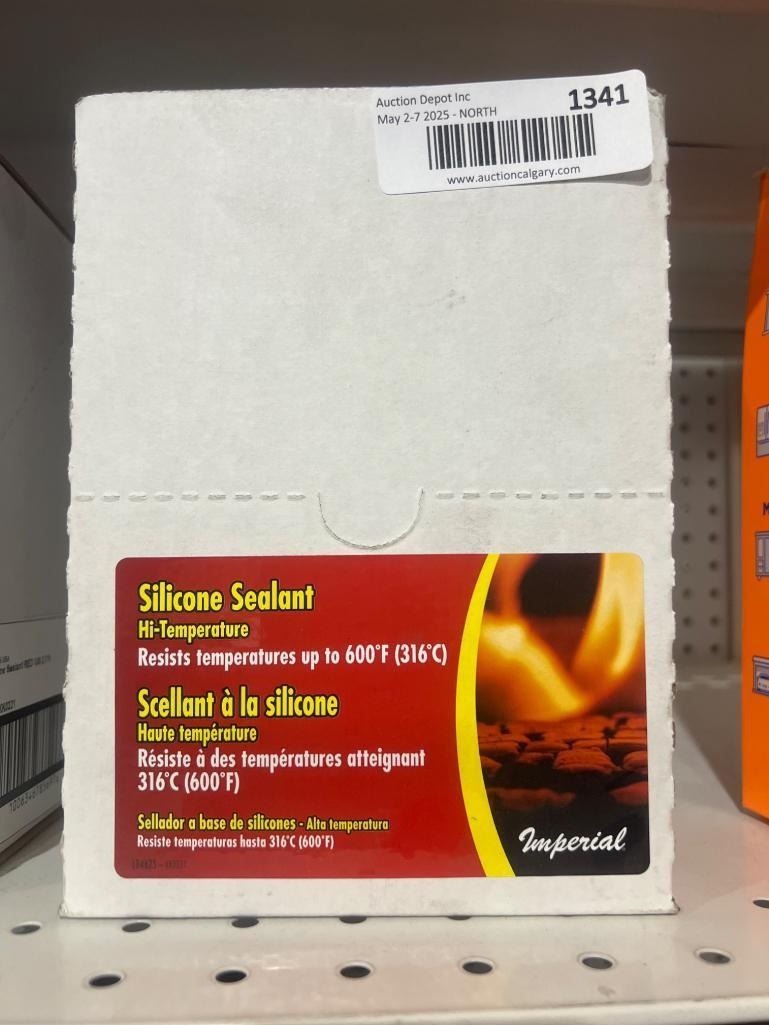 Auction Depot Inc
1341
May 2-7 2025 - NORTH
www.auctioncalgary.com
Silicone Sealant
Hi-Temperature
Resists temperatures up to 600°F (316°C)
Scellant à la silicone
Haute température
Résiste à des températures atteignant
316°C (600°F)
Sellador a base de silicones - Alta temperatura
Resiste temperaturas hasta 316°C (600°F)
Imperial